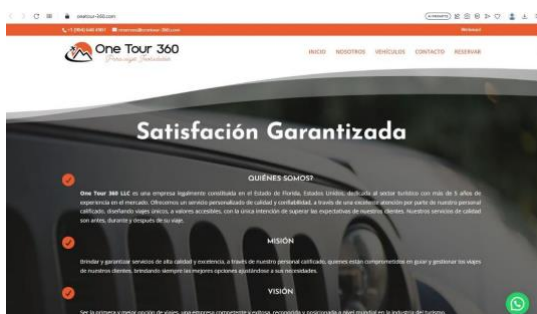 onetour-360.com
One Tour 360
INICIO NOSOTROS VEHÍCULOS CONTACTO RESERVAR
Satisfacción Garantizada
QUIÉNES SOMOS?
One Tour 360 LLC es una empresa legalmente constituida en el Estado de Florida, Estados Unidos, dedicada al sector turístico con más de 5 años de
experiencia en el mercado. Ofrecemos un servicio personalizado de calidad y confiabilidad, a través de una excelente atención por parte de nuestro personal
calificado, diseñando viajes únicos, a valores accesibles, con la única intención de superar las expectativas de nuestros clientes. Nuestros servicios de calidad
son antes, durante y después de su viaje.
MISIÓN
Brindar y garantizar servicios de alta calidad y excelencia, a través de nuestro personal calificado, quienes están comprometidos en guiar y gestionar los viajes
de nuestros clientes, brindando siempre las mejores opciones ajustándose a sus necesidades.
VISIÓN
Ser la primera y mejor opción de viajes, una empresa competente y exitosa, reconocida y posicionada a nivel mundial en la industria del turismo.